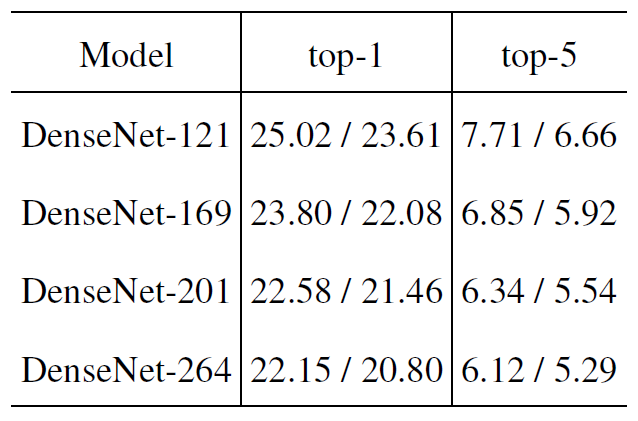 Model top-1 top-5
DenseNet-121 25.02 / 23.61 7.71 / 6.66
DenseNet-169 23.80 / 22.08 6.85 / 5.92
DenseNet-201 22.58 / 21.46 6.34 / 5.54
DenseNet-264 22.15 / 20.80 6.12 / 5.29